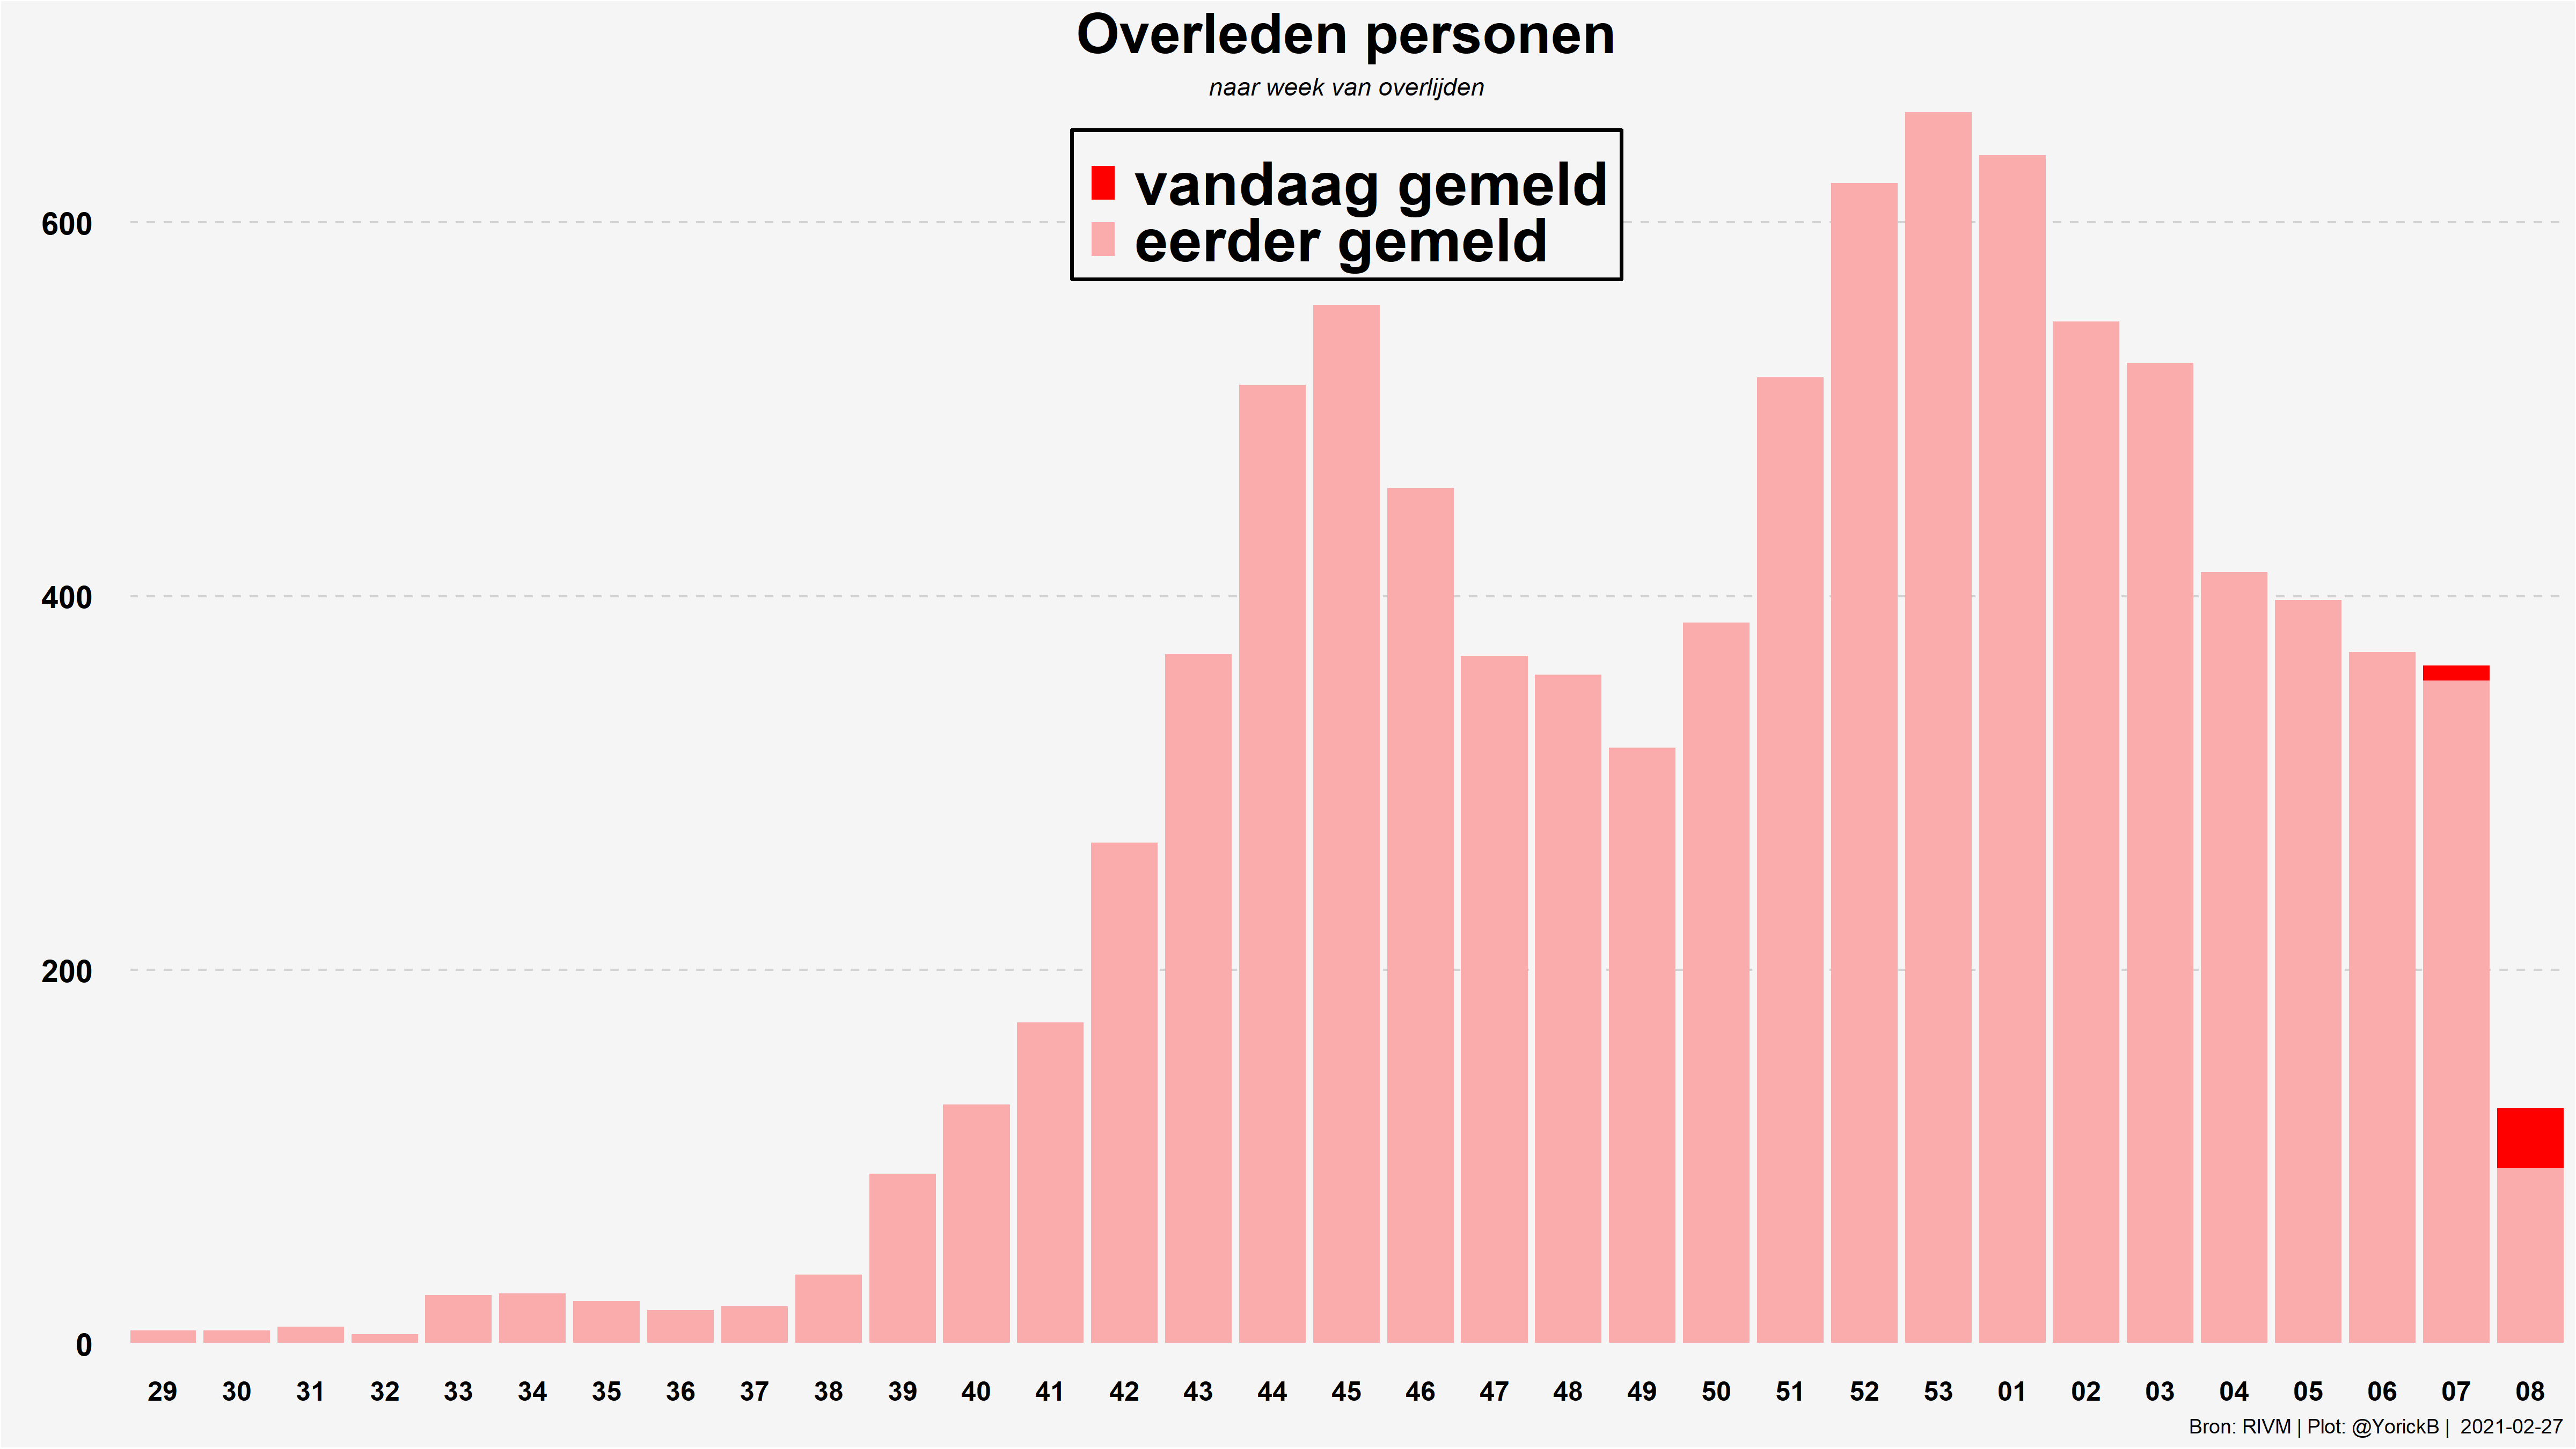 Overleden personen
naar week van overlijden
vandaag gemeld
eerder gemeld
600
400
200
0
29 30 31 32 33 34 35 36 37 38 39 40 41 42 43 44 45 46 47 48 49 50 51 52 53 01 02 03 04 05 06 07 08
Bron: RIVM | Plot: @YorickB | 2021-02-27